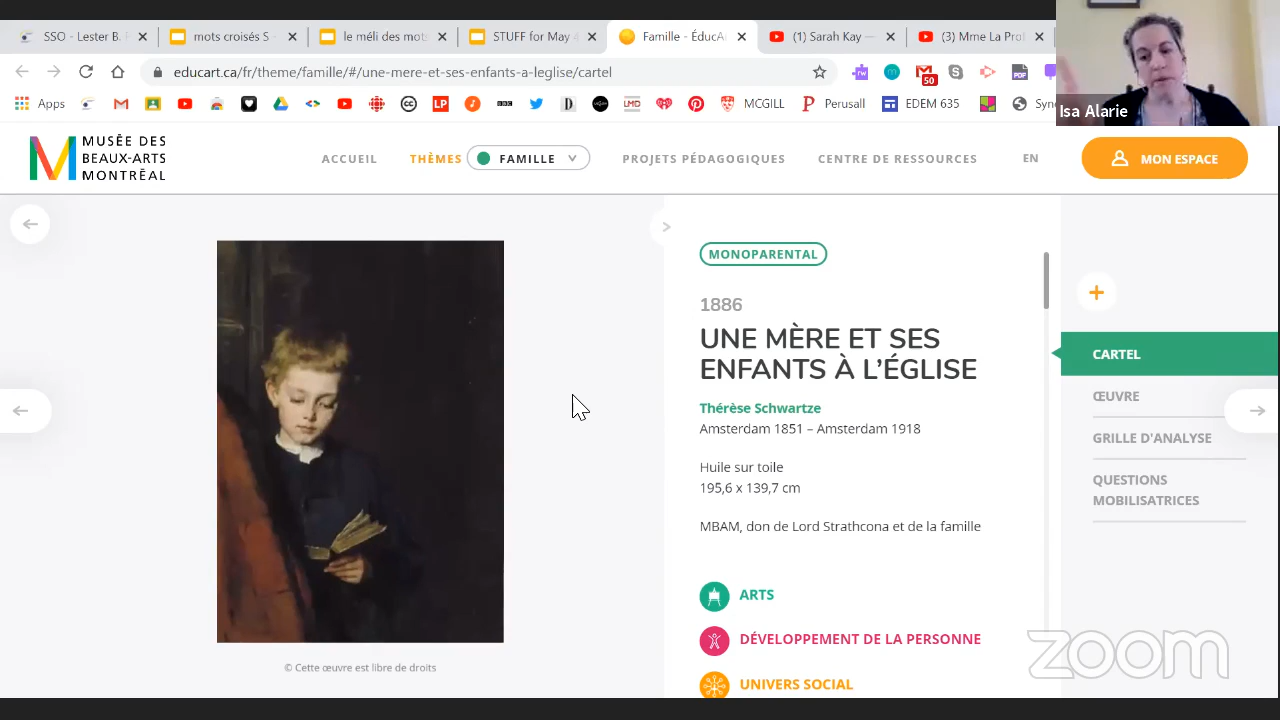 SSO - Lester B.
mots croisés S -
le méli des mots
STUFF for May 4
Famille - ÉducA
(1) Sarah Kay —
(3) Mme La Prof
educart.ca/fr/theme/famille/#/une-mere-et-ses-enfants-a-leglise/cartel
50
PDF
Apps
LP
BBC
LMD
MCGILL
Perusall
EDEM 635
Isa Alarie
MUSÉE DES
BEAUX-ARTS
MONTRÉAL
ACCUEIL
THÈMES
FAMILLE
PROJETS PÉDAGOGIQUES
CENTRE DE RESSOURCES
EN
MON ESPACE
MONOPARENTAL
1886
UNE MÈRE ET SES
ENFANTS À L'ÉGLISE
Thérèse Schwartze
Amsterdam 1851 – Amsterdam 1918
Huile sur toile
195,6 x 139,7 cm
MBAM, don de Lord Strathcona et de la famille
ARTS
DÉVELOPPEMENT DE LA PERSONNE
UNIVERS SOCIAL
CARTEL
ŒUVRE
GRILLE D'ANALYSE
QUESTIONS
MOBILISATRICES
© Cette œuvre est libre de droits
zoom